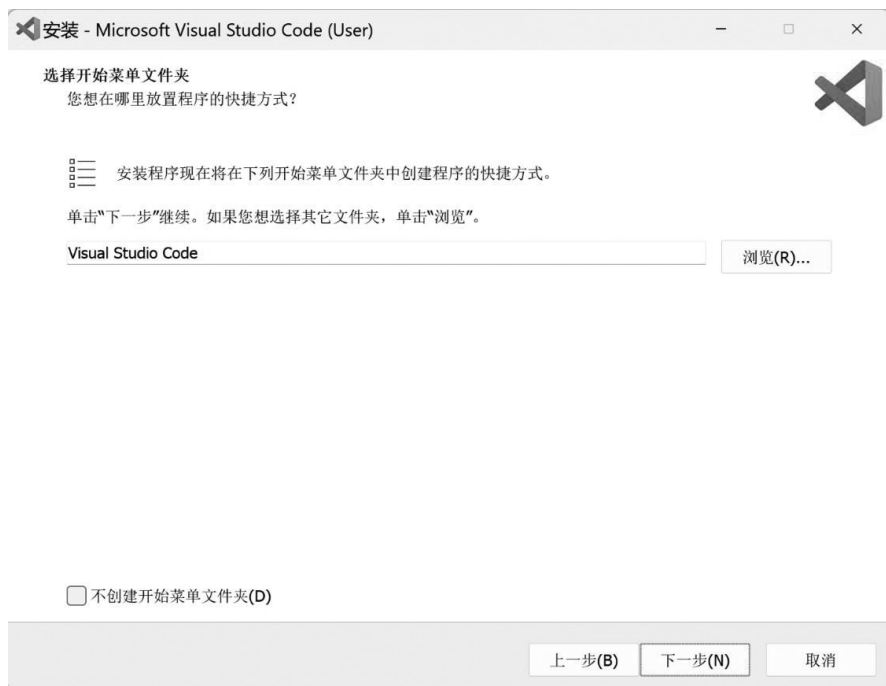 安装 - Microsoft Visual Studio Code (User)
选择开始菜单文件夹
您想在哪里放置程序的快捷方式？
安装程序现在将在下列开始菜单文件夹中创建程序的快捷方式。
单击“下一步”继续。如果您想选择其它文件夹，单击“浏览”。
Visual Studio Code
浏览(R)...
不创建开始菜单文件夹(D)
上一步(B)
下一步(N)
取消